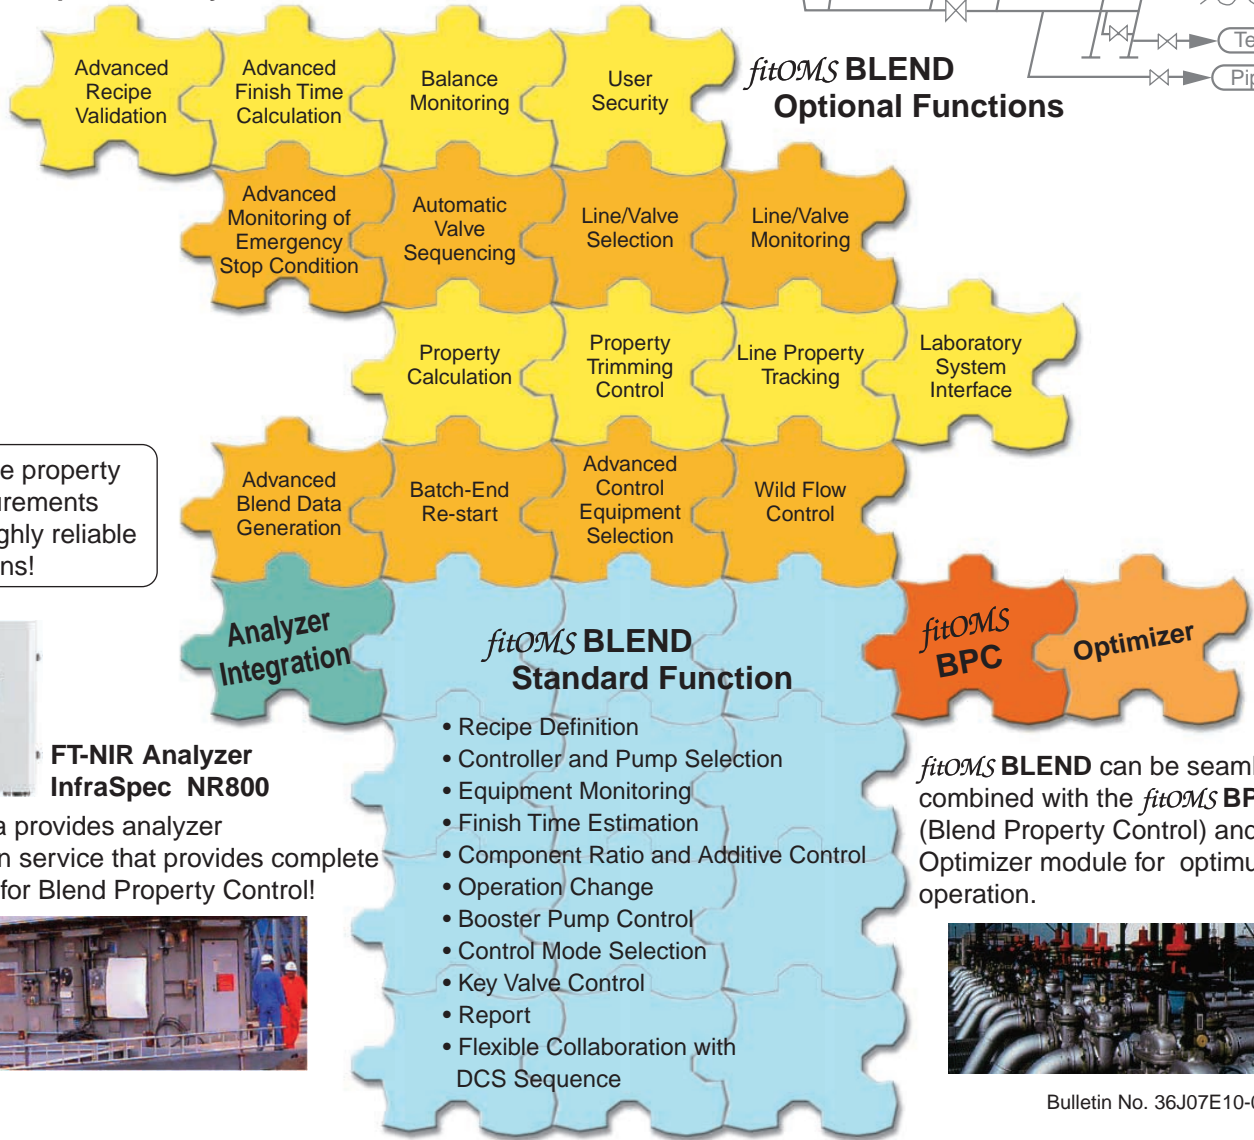 Te
Pip
fitOMS BLEND
Optional Functions
Advanced
Recipe
Validation
Advanced
Finish Time
Calculation
Balance
Monitoring
User
Security
Advanced
Monitoring of
Emergency
Stop Condition
Automatic
Valve
Sequencing
Line/Valve
Selection
Line/Valve
Monitoring
Property
Calculation
Property
Trimming
Control
Line Property
Tracking
Laboratory
System
Interface
e property
urements
ghly reliable
ns!
Advanced
Blend Data
Generation
Batch-End
Re-start
Advanced
Control
Equipment
Selection
Wild Flow
Control
Analyzer
Integration
fitOMS BLEND
Standard Function
• Recipe Definition
• Controller and Pump Selection
• Equipment Monitoring
• Finish Time Estimation
• Component Ratio and Additive Control
• Operation Change
• Booster Pump Control
• Control Mode Selection
• Key Valve Control
• Report
• Flexible Collaboration with
DCS Sequence
fitOMS
BPC
Optimizer
FT-NIR Analyzer
InfraSpec NR800
a provides analyzer
n service that provides complete
for Blend Property Control!
fitOMS BLEND can be seaml
combined with the fitOMS BP
(Blend Property Control) and
Optimizer module for optimu
operation.
Bulletin No. 36J07E10-0